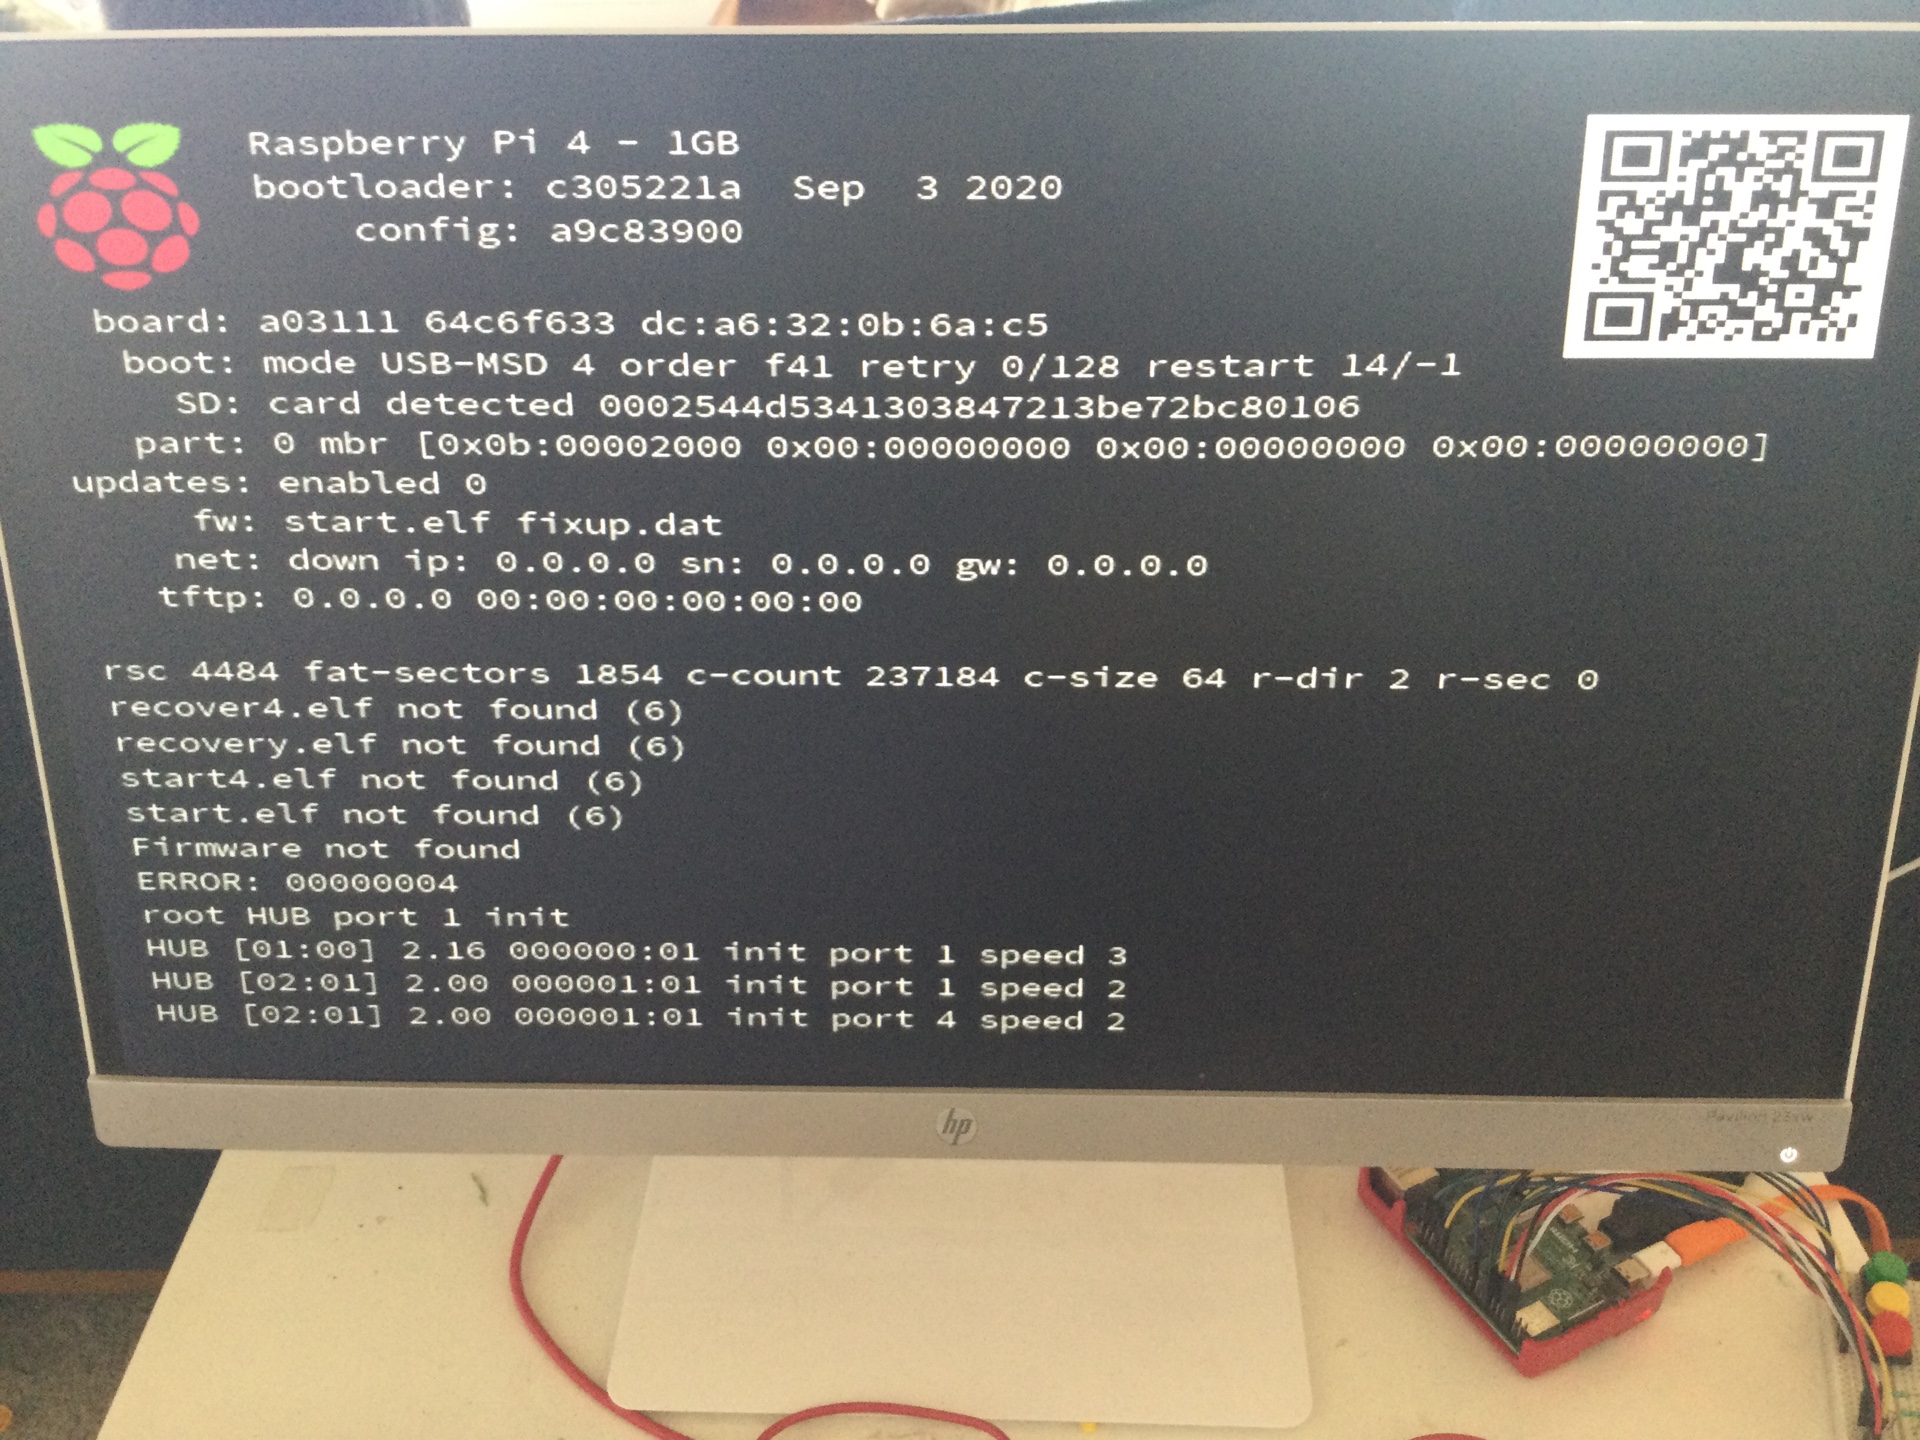 Raspberry Pi 4 - 1GB
bootloader: c305221a Sep 3 2020
config: a9c83900
board: a03111 64c6f633 dc:a6:32:0b:6a:c5
boot: mode USB-MSD 4 order f41 retry 0/128 restart 14/-1
SD: card detected 0002544d5341303847213be72bc80106
part: 0 mbr [0x0b:00002000 0x00:00000000 0x00:00000000 0x00:00000000]
updates: enabled 0
fw: start.elf fixup.dat
net: down ip: 0.0.0.0 sn: 0.0.0.0 gw: 0.0.0.0
tftp: 0.0.0.0 00:00:00:00:00:00
rsc 4484 fat-sectors 1854 c-count 237184 c-size 64 r-dir 2 r-sec 0
recover4.elf not found (6)
recovery.elf not found (6)
start4.elf not found (6)
start.elf not found (6)
Firmware not found
ERROR: 00000004
root HUB port 1 init
HUB [01:00] 2.16 000000:01 init port 1 speed 3
HUB [02:01] 2.00 000001:01 init port 1 speed 2
HUB [02:01] 2.00 000001:01 init port 4 speed 2
hp
Pavilion 23xw